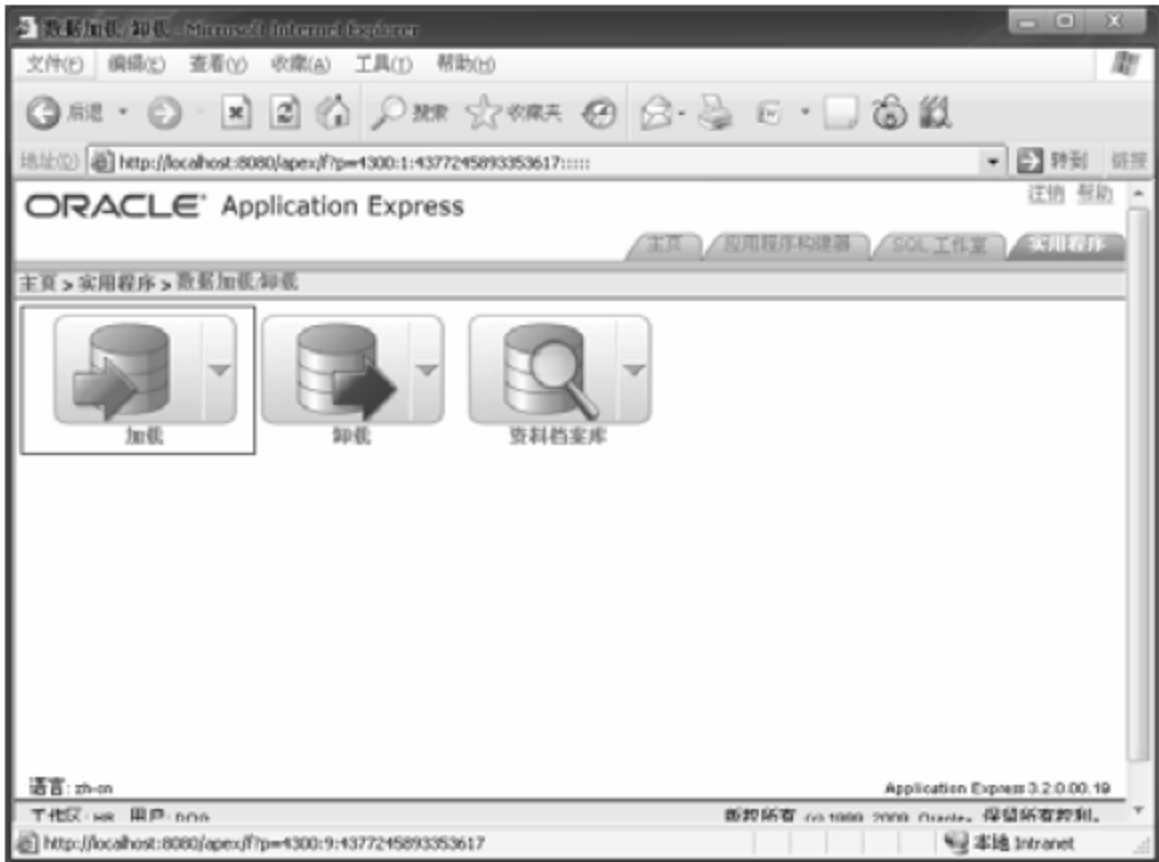 数据加载/卸载 - Microsoft Internet Explorer
文件(F) 编辑(E) 查看(V) 收藏(A) 工具(T) 帮助(H)
后退 搜索 收藏夹
地址(D) http://localhost:8080/apex/f?p=4300:1:4377245893353617::::: 转到 链接
注销 帮助
ORACLE Application Express
主页 应用程序构建器 SQL 工作室 实用程序
主页 > 实用程序 > 数据加载/卸载
加载 卸载 资料档案库
语言: zh-cn Application Express 3.2.0.00.19
工作区: HR 用户: 版权所有 (c) 1999, 2009, Oracle。保留所有权利。
http://localhost:8080/apex/f?p=4300:9:4377245893353617 本地 Intranet